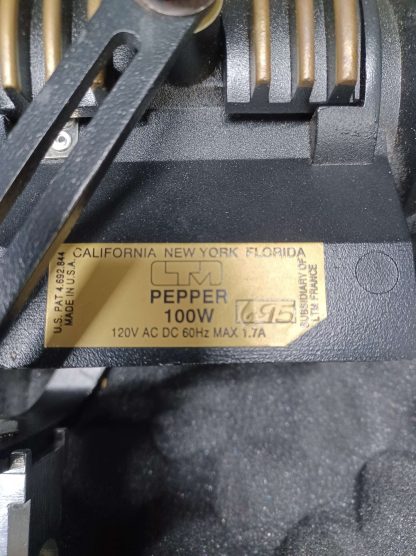 CALIFORNIA NEW YORK FLORIDA
LTM
PEPPER
100W
695
120V AC DC 60Hz MAX 1.7A
U.S. PAT 4.692.844
MADE IN U.S.A.
SUBSIDIARY OF
LTM FRANCE